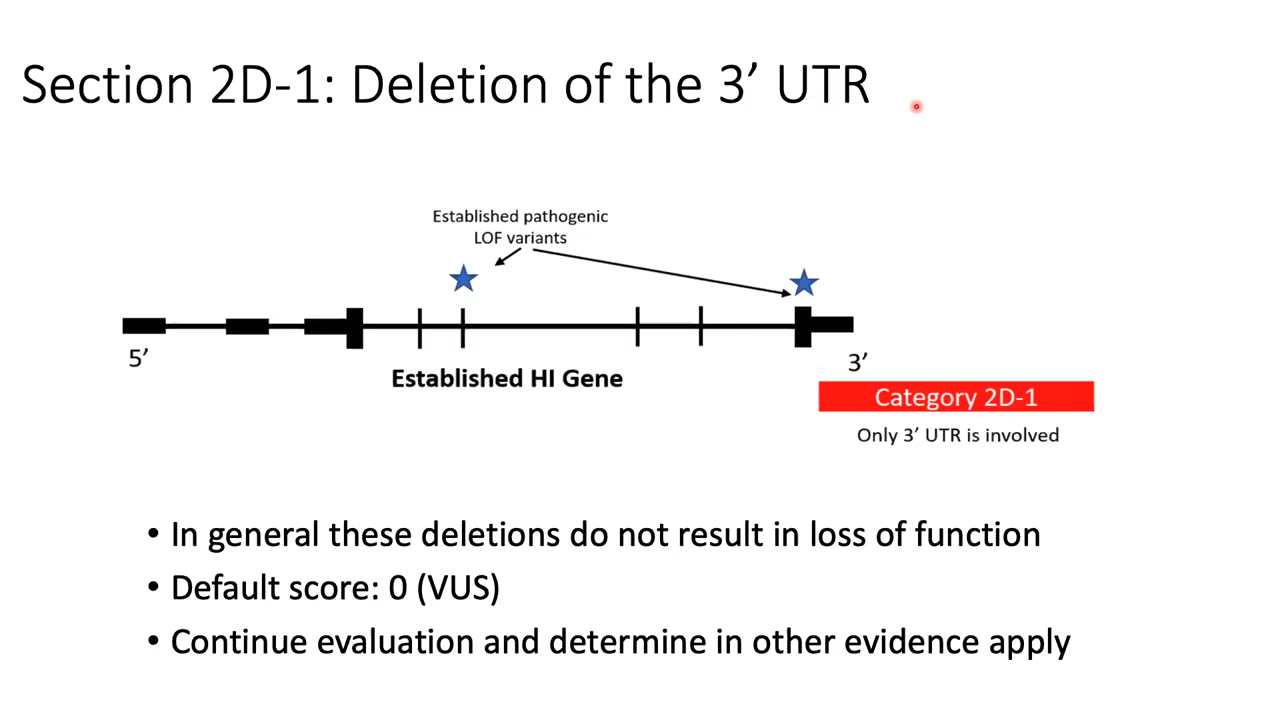 Section 2D-1: Deletion of the 3’ UTR
Established pathogenic
LOF variants
5’
3’
Established HI Gene
Category 2D-1
Only 3’ UTR is involved
• In general these deletions do not result in loss of function
• Default score: 0 (VUS)
• Continue evaluation and determine in other evidence apply